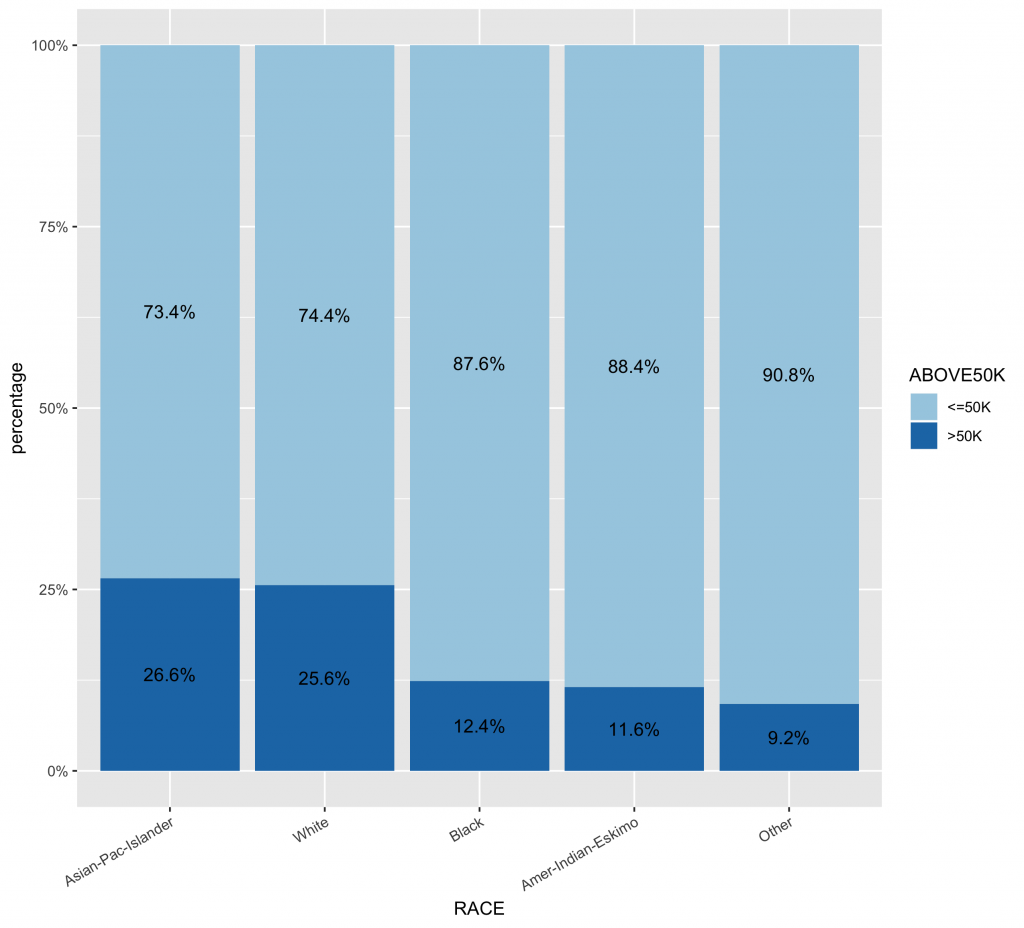 100%
75%
50%
25%
0%
percentage
73.4%
74.4%
87.6%
88.4%
90.8%
26.6%
25.6%
12.4%
11.6%
9.2%
Asian-Pac-Islander
White
Black
Amer-Indian-Eskimo
Other
RACE
ABOVE50K
<=50K
>50K